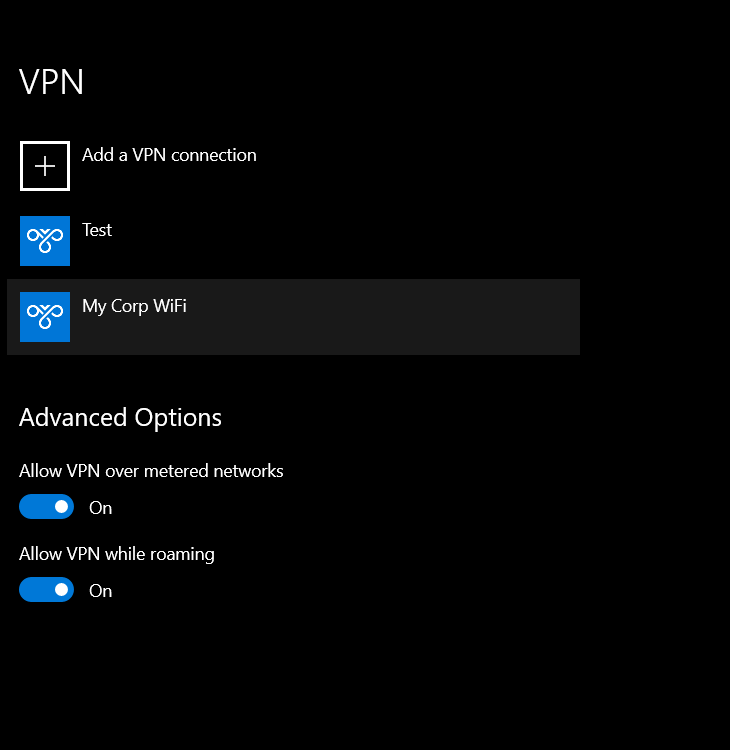 VPN
Add a VPN connection
Test
My Corp WiFi
Advanced Options
Allow VPN over metered networks
On
Allow VPN while roaming
On